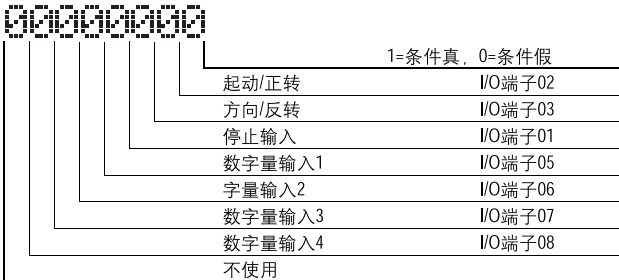 00000000
1=条件真，0=条件假
起动/正转 I/O端子02
方向/反转 I/O端子03
停止输入 I/O端子01
数字量输入1 I/O端子05
字量输入2 I/O端子06
数字量输入3 I/O端子07
数字量输入4 I/O端子08
不使用